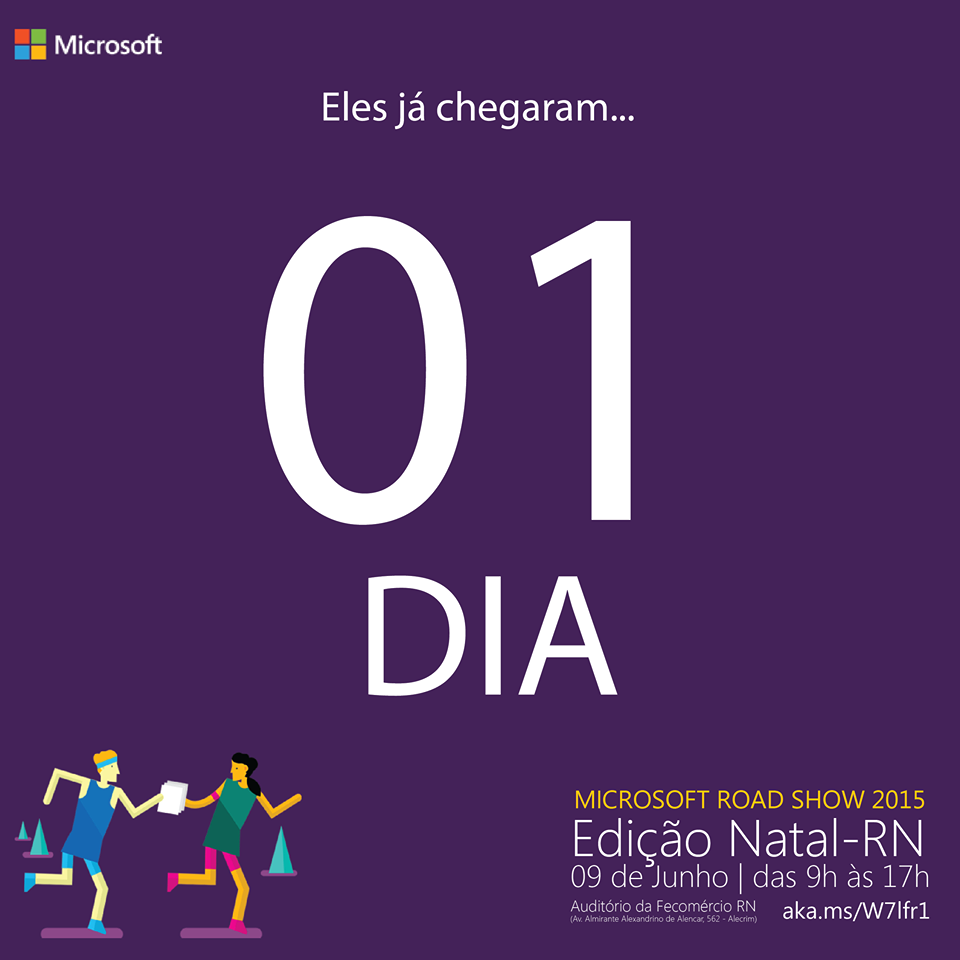 Microsoft
Eles já chegaram...
01
DIA
MICROSOFT ROAD SHOW 2015
Edição Natal-RN
09 de Junho | das 9h às 17h
Auditório da Fecomércio RN
(Av. Almirante Alexandrino de Alencar, 562 - Alecrim)
aka.ms/W7lfr1